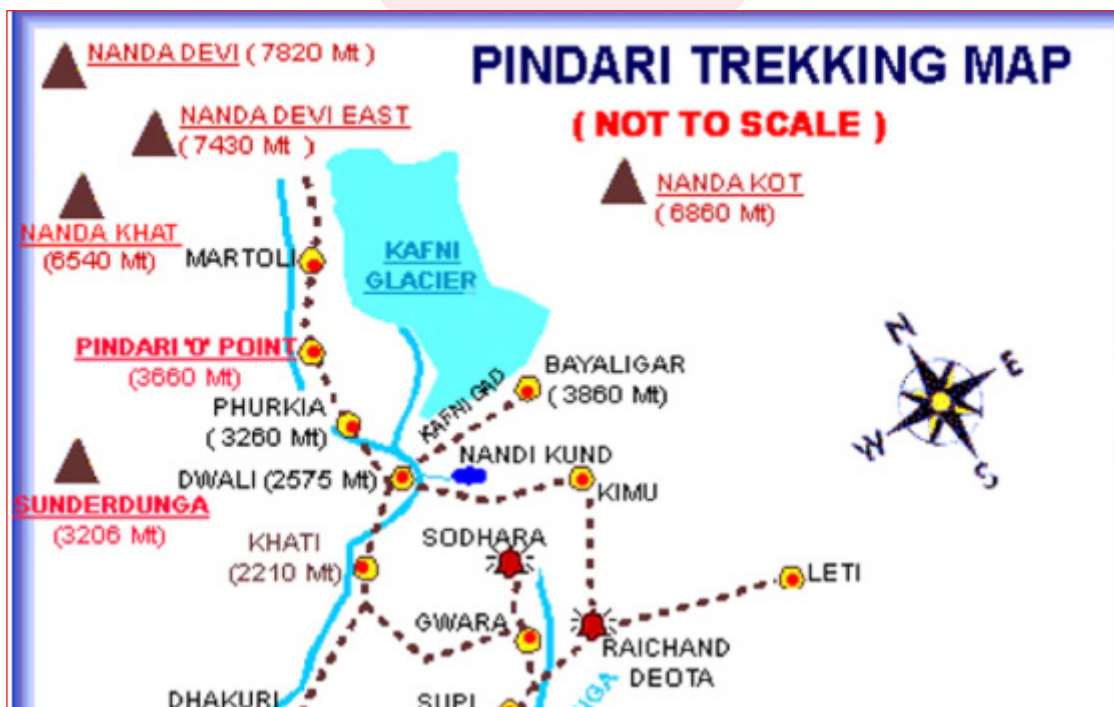 NANDA DEVI ( 7820 Mt )
PINDARI TREKKING MAP
( NOT TO SCALE )
NANDA DEVI EAST
( 7430 Mt )
NANDA KOT
( 6860 Mt)
NANDA KHAT
(6540 Mt)
MARTOLI
KAFNI
GLACIER
PINDARI 'O' POINT
(3660 Mt)
N
E
W
S
BAYALIGAR
( 3860 Mt)
KAFNI GAD
PHURKIA
( 3260 Mt)
NANDI KUND
DWALI (2575 Mt)
KIMU
SUNDERDUNGA
(3206 Mt)
SODHARA
KHATI
(2210 Mt)
LETI
GWARA
RAICHAND
DEOTA
DHAKURI
SUPI